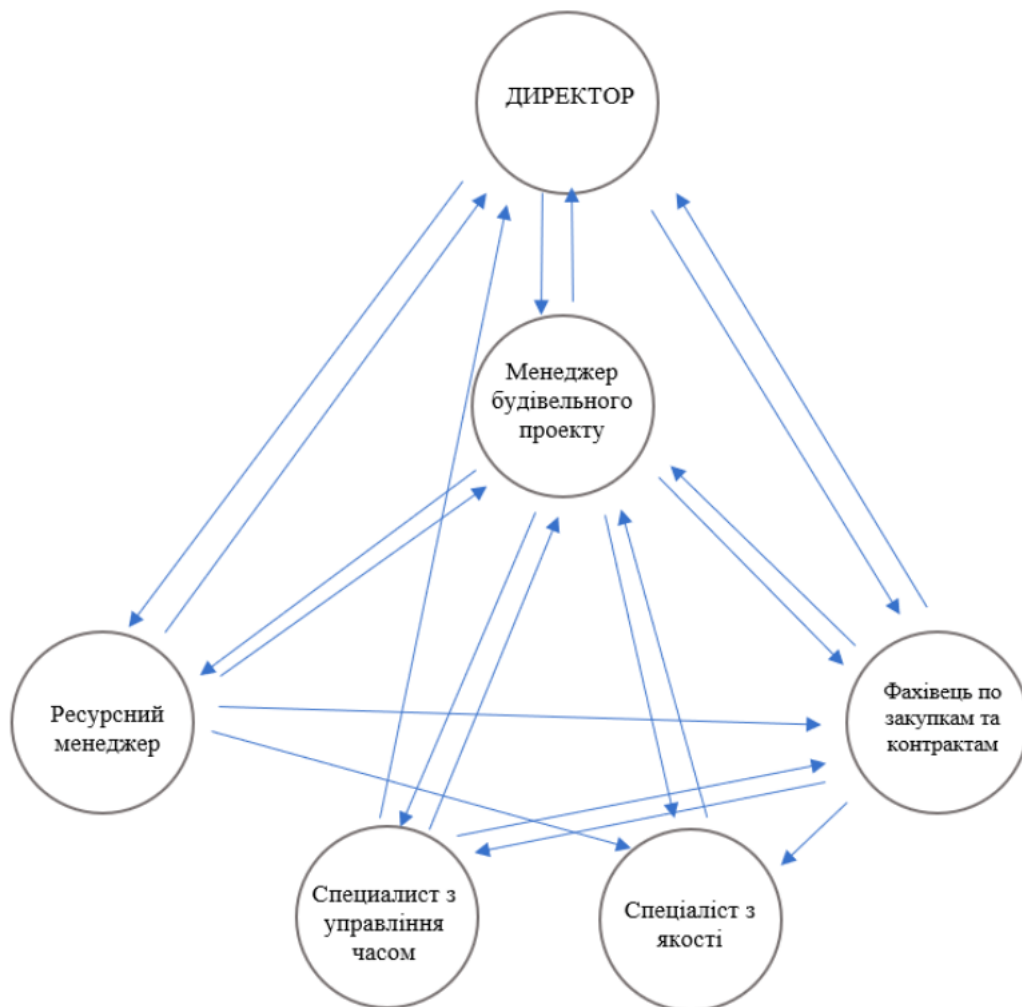 ДИРЕКТОР
Менеджер
будівельного
проекту
Ресурсний
менеджер
Фахівець по
закупкам та
контрактам
Специалист з
управління
часом
Спеціаліст з
якості